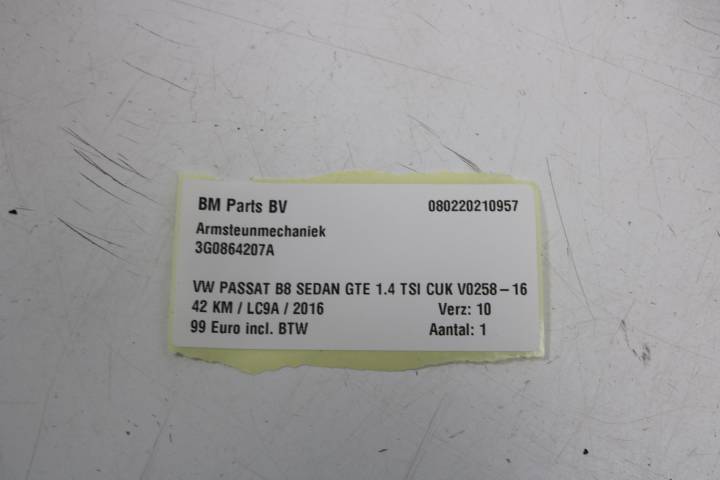 BM Parts BV 080220210957
Armsteunmechaniek
3G0864207A
VW PASSAT B8 SEDAN GTE 1.4 TSI CUK V0258-16
42 KM / LC9A / 2016 Verz: 10
99 Euro incl. BTW Aantal: 1